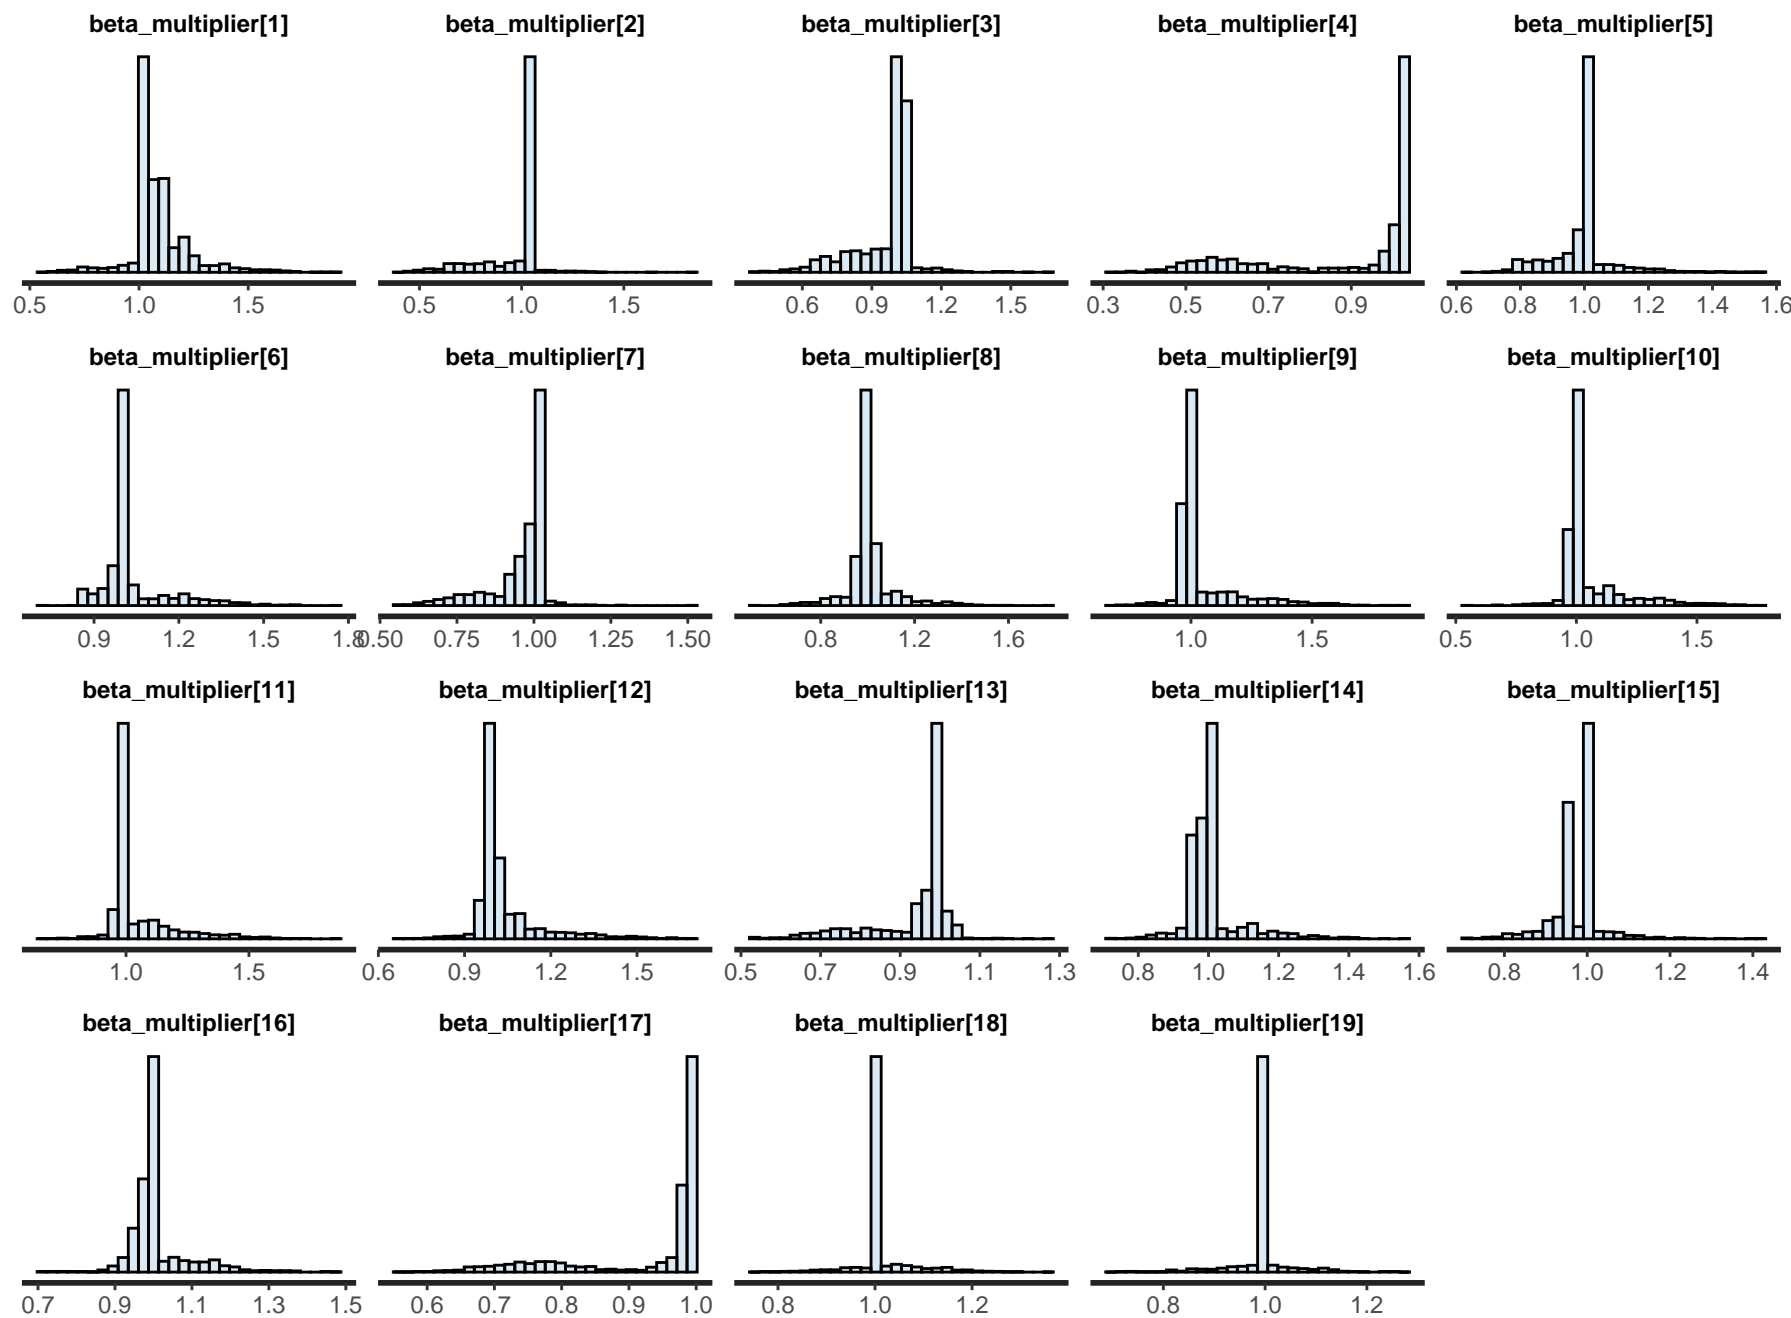 beta_multiplier[1] beta_multiplier[2] beta_multiplier[3] beta_multiplier[4] beta_multiplier[5]
0.5 1.0 1.5 0.5 1.0 1.5 0.6 0.9 1.2 1.5 0.3 0.5 0.7 0.9 0.6 0.8 1.0 1.2 1.4 1.6
beta_multiplier[6] beta_multiplier[7] beta_multiplier[8] beta_multiplier[9] beta_multiplier[10]
0.9 1.2 1.5 1.8 0.50 0.75 1.00 1.25 1.50 0.8 1.2 1.6 1.0 1.5 0.5 1.0 1.5
beta_multiplier[11] beta_multiplier[12] beta_multiplier[13] beta_multiplier[14] beta_multiplier[15]
1.0 1.5 0.6 0.9 1.2 1.5 0.5 0.7 0.9 1.1 1.3 0.8 1.0 1.2 1.4 1.6 0.8 1.0 1.2 1.4
beta_multiplier[16] beta_multiplier[17] beta_multiplier[18] beta_multiplier[19]
0.7 0.9 1.1 1.3 1.5 0.6 0.7 0.8 0.9 1.0 0.8 1.0 1.2 0.8 1.0 1.2